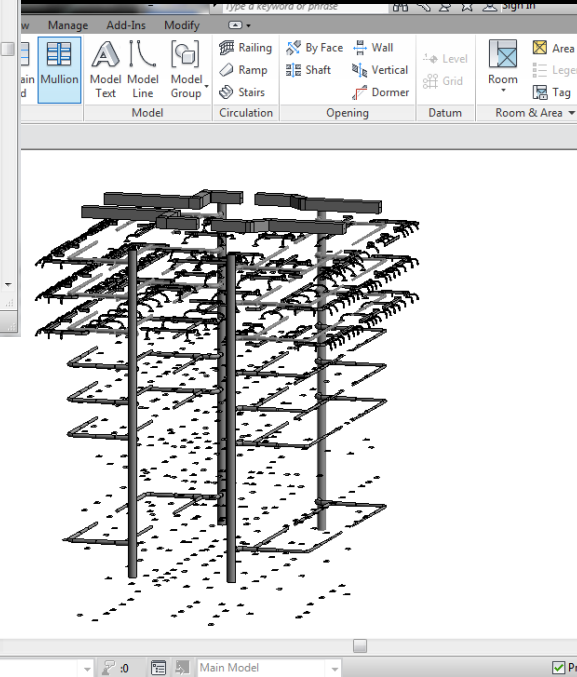 Type a keyword or phrase Sign In
Manage Add-Ins Modify
Railing By Face Wall Area
Mullion Model Text Model Line Model Group Ramp Shaft Vertical Level Room
Stairs Dormer Grid Tag
Model Circulation Opening Datum Room & Area
:0 Main Model